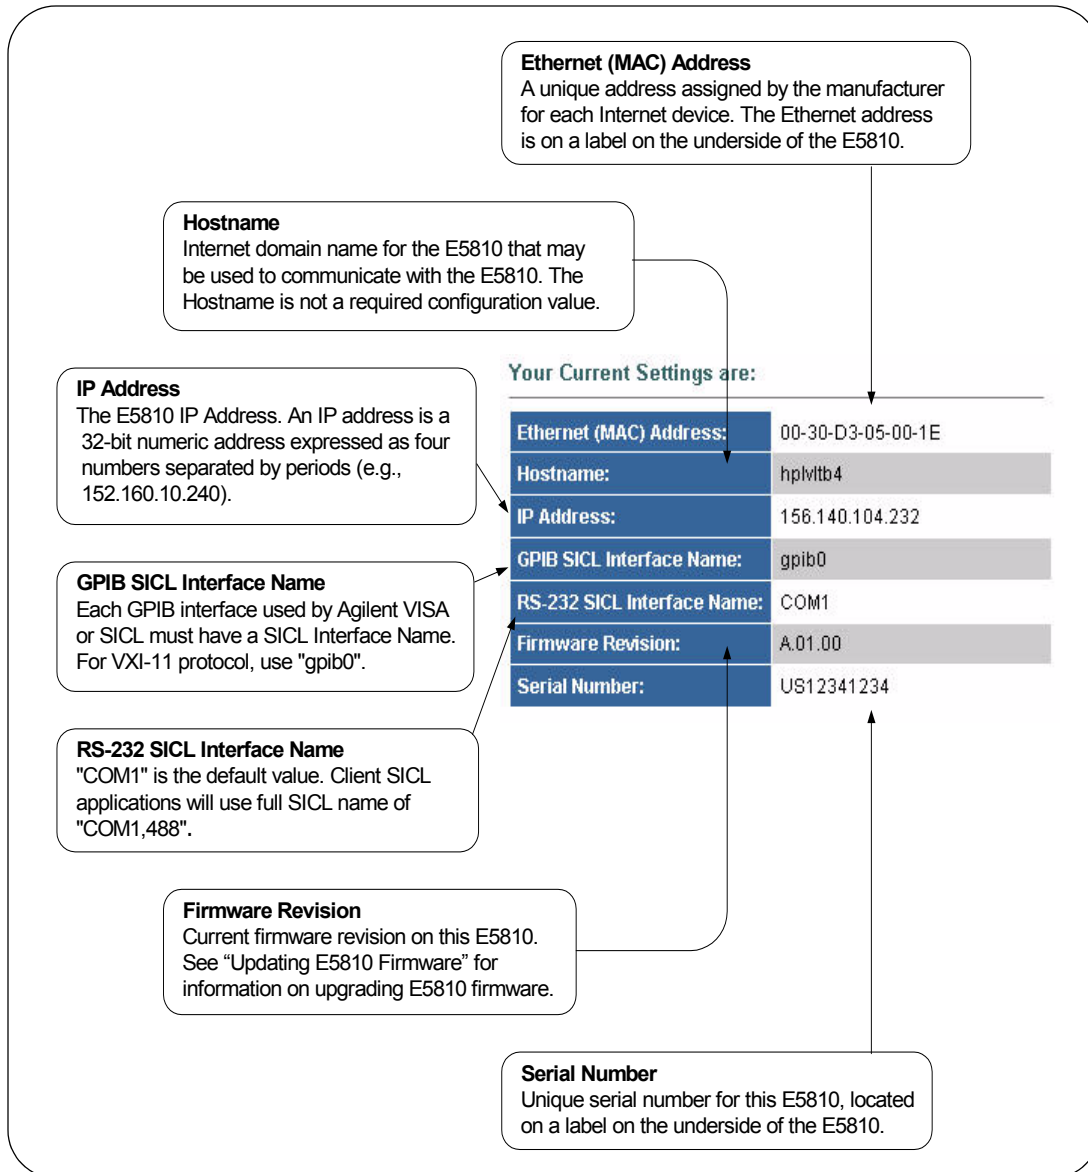 Ethernet (MAC) Address
A unique address assigned by the manufacturer
for each Internet device. The Ethernet address
is on a label on the underside of the E5810.
Hostname
Internet domain name for the E5810 that may
be used to communicate with the E5810. The
Hostname is not a required configuration value.
IP Address
The E5810 IP Address. An IP address is a
32-bit numeric address expressed as four
numbers separated by periods (e.g.,
152.160.10.240).
GPIB SICL Interface Name
Each GPIB interface used by Agilent VISA
or SICL must have a SICL Interface Name.
For VXI-11 protocol, use "gpib0".
RS-232 SICL Interface Name
"COM1" is the default value. Client SICL
applications will use full SICL name of
"COM1,488".
Your Current Settings are:
Ethernet (MAC) Address: 00-30-D3-05-00-1E
Hostname: hplvltb4
IP Address: 156.140.104.232
GPIB SICL Interface Name: gpib0
RS-232 SICL Interface Name: COM1
Firmware Revision: A.01.00
Serial Number: US12341234
Firmware Revision
Current firmware revision on this E5810.
See “Updating E5810 Firmware” for
information on upgrading E5810 firmware.
Serial Number
Unique serial number for this E5810, located
on a label on the underside of the E5810.